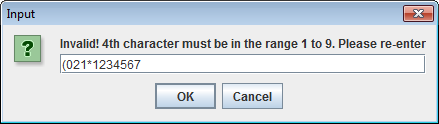 Input
Invalid! 4th character must be in the range 1 to 9. Please re-enter
(021*1234567
OK Cancel